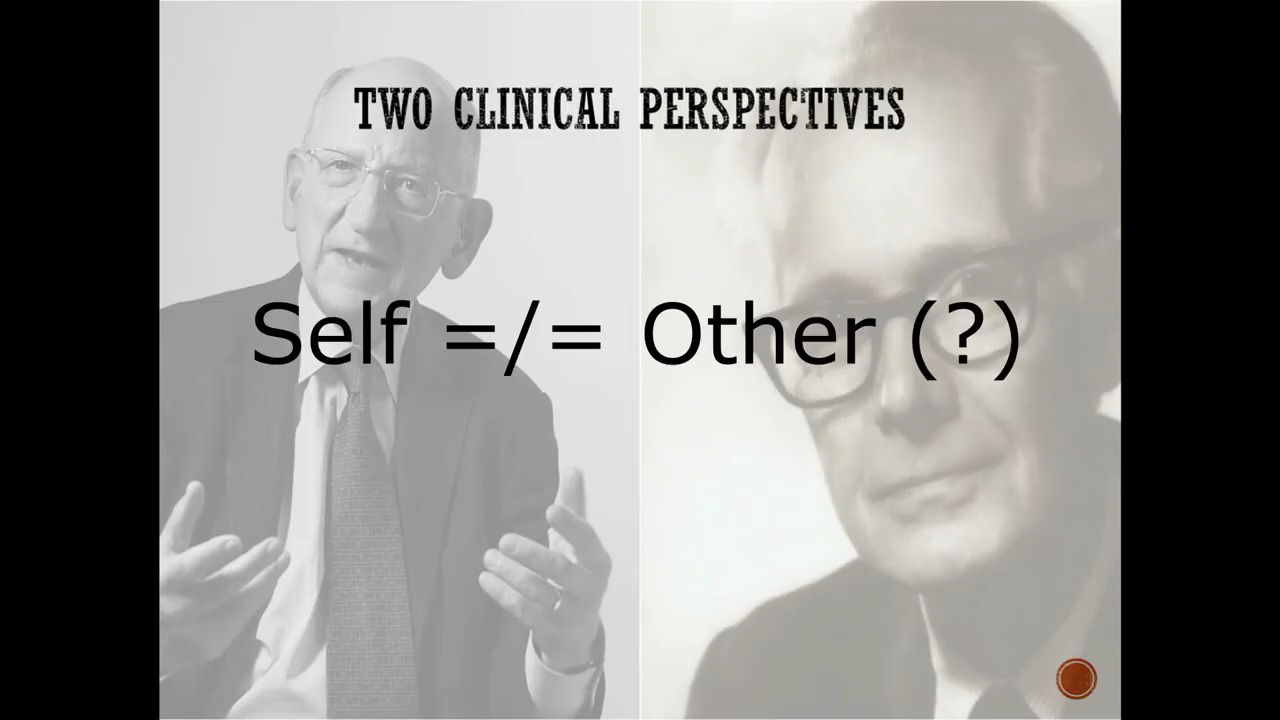 TWO CLINICAL PERSPECTIVES
Self =/= Other (?)